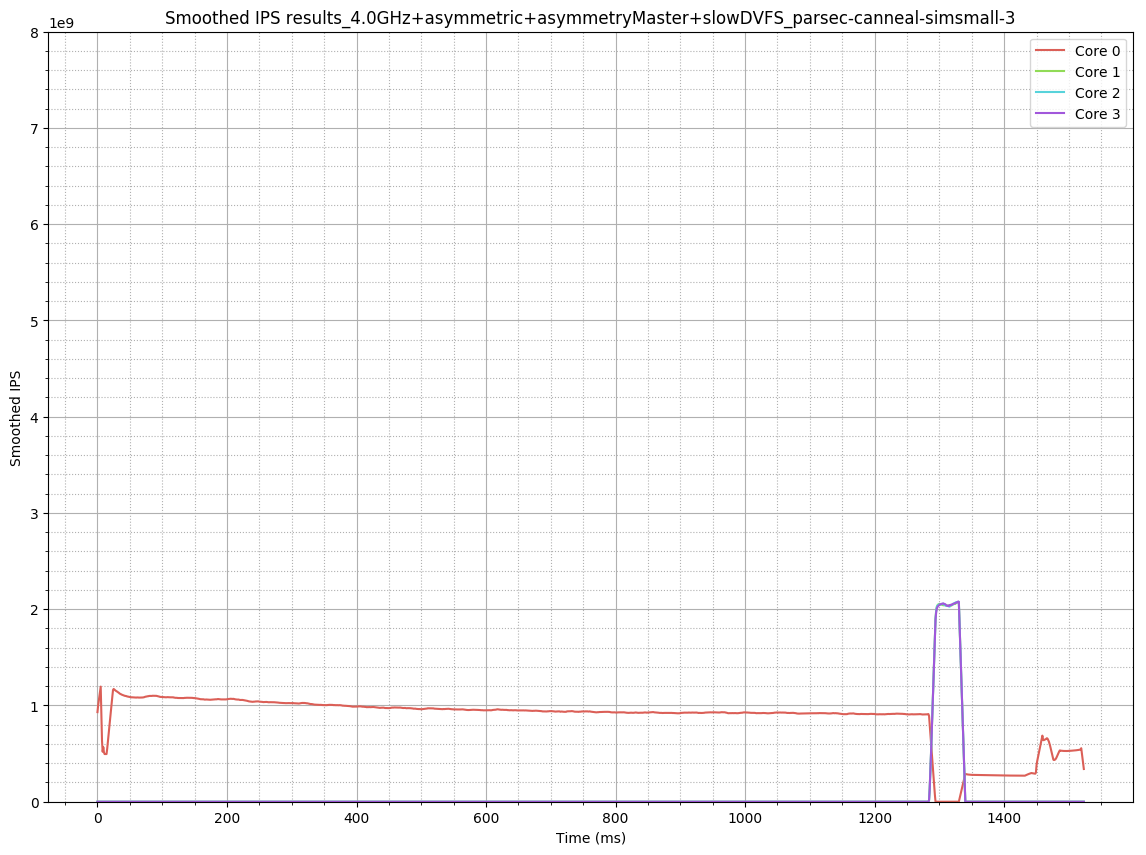 Smoothed IPS results_4.0GHz+asymmetric+asymmetryMaster+slowDVFS_parsec-canneal-simsmall-3
1e9
Core 0
Core 1
Core 2
Core 3
8
7
6
5
4
3
2
1
0
Smoothed IPS
0 200 400 600 800 1000 1200 1400
Time (ms)